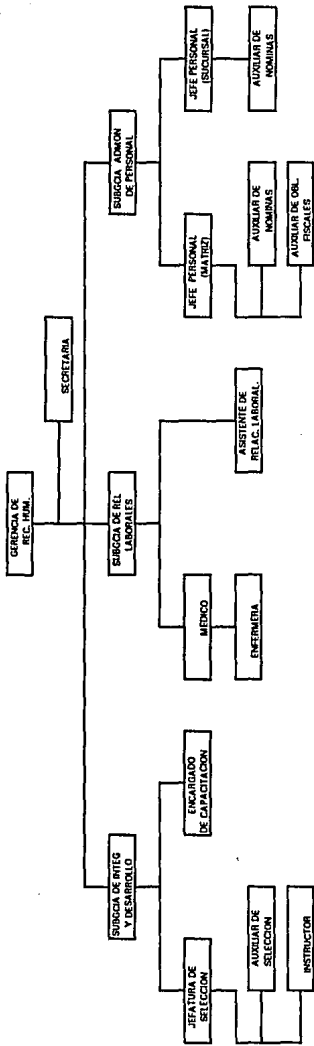 GERENCIA DE
REC. HUM.
SECRETARIA
SUBGCIA DE INTEG
Y DESARROLLO
SUBGCIA DE REL
LABORALES
SUBGCIA ADMON
DE PERSONAL
JEFATURA DE
SELECCION
ENCARGADO
DE CAPACITACION
MEDICO
ASISTENTE DE
RELAC. LABORAL.
JEFE PERSONAL
(MATRIZ)
JEFE PERSONAL
(SUCURSAL)
AUXILIAR DE
SELECCION
INSTRUCTOR
ENFERMERA
AUXILIAR DE
NOMINAS
AUXILIAR DE OBL.
FISCALES
AUXILIAR DE
NOMINAS